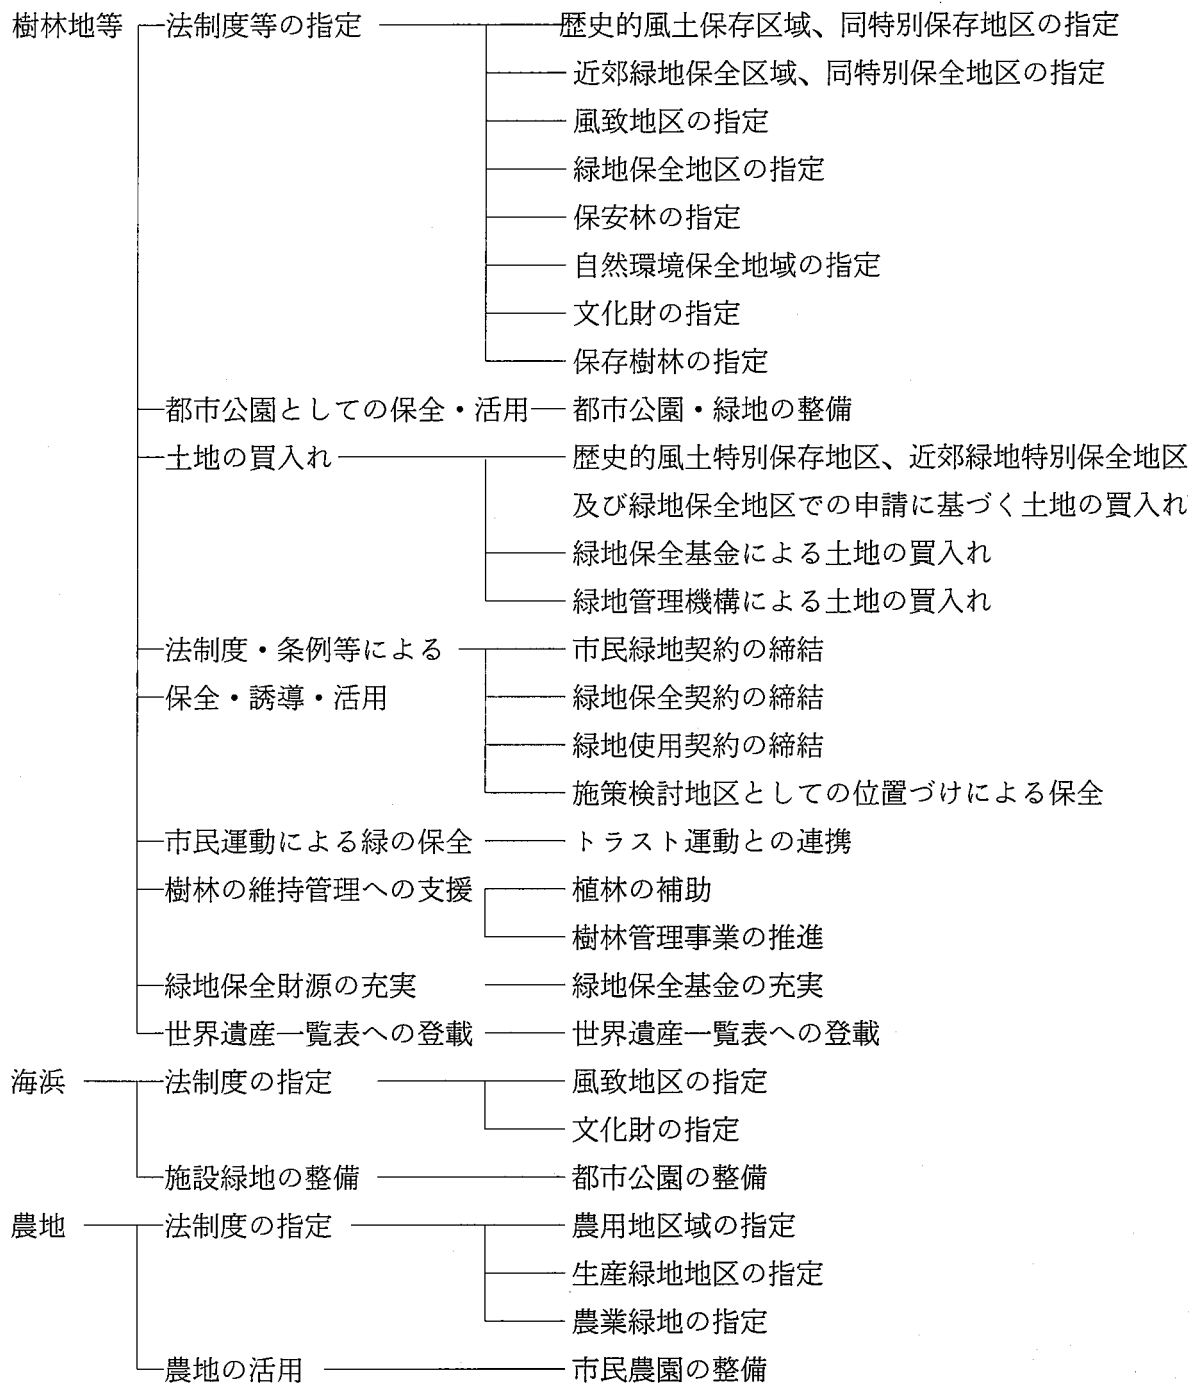 樹林地等 法制度等の指定 歴史的風土保存区域、同特別保存地区の指定
近郊緑地保全区域、同特別保全地区の指定
風致地区の指定
緑地保全地区の指定
保安林の指定
自然環境保全地域の指定
文化財の指定
保存樹林の指定
都市公園としての保全・活用 都市公園・緑地の整備
土地の買入れ 歴史的風土特別保存地区、近郊緑地特別保全地区
及び緑地保全地区での申請に基づく土地の買入れ
緑地保全基金による土地の買入れ
緑地管理機構による土地の買入れ
法制度・条例等による 市民緑地契約の締結
保全・誘導・活用 緑地保全契約の締結
緑地使用契約の締結
施策検討地区としての位置づけによる保全
市民運動による緑の保全 トラスト運動との連携
樹林の維持管理への支援 植林の補助
樹林管理事業の推進
緑地保全財源の充実 緑地保全基金の充実
世界遺産一覧表への登載 世界遺産一覧表への登載
海浜 法制度の指定 風致地区の指定
文化財の指定
施設緑地の整備 都市公園の整備
農地 法制度の指定 農用地区域の指定
生産緑地地区の指定
農業緑地の指定
農地の活用 市民農園の整備